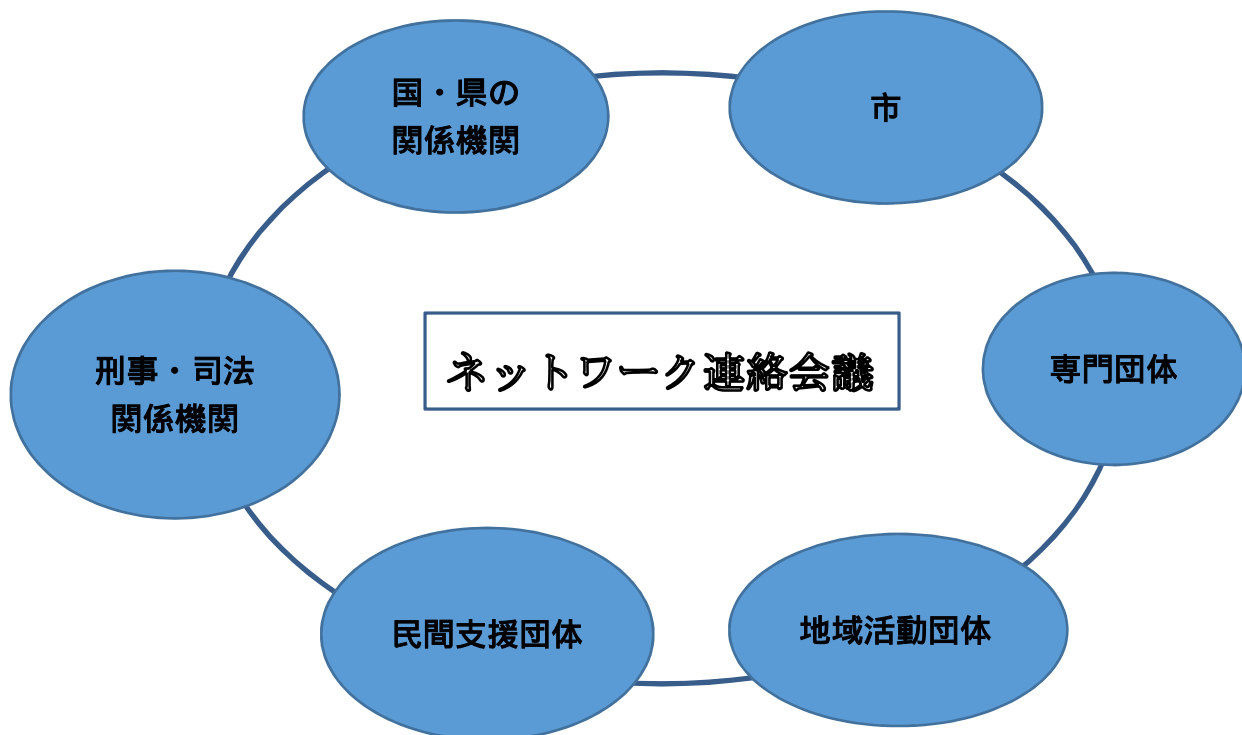 国・県の
関係機関
市
刑事・司法
関係機関
ネットワーク連絡会議
専門団体
民間支援団体
地域活動団体